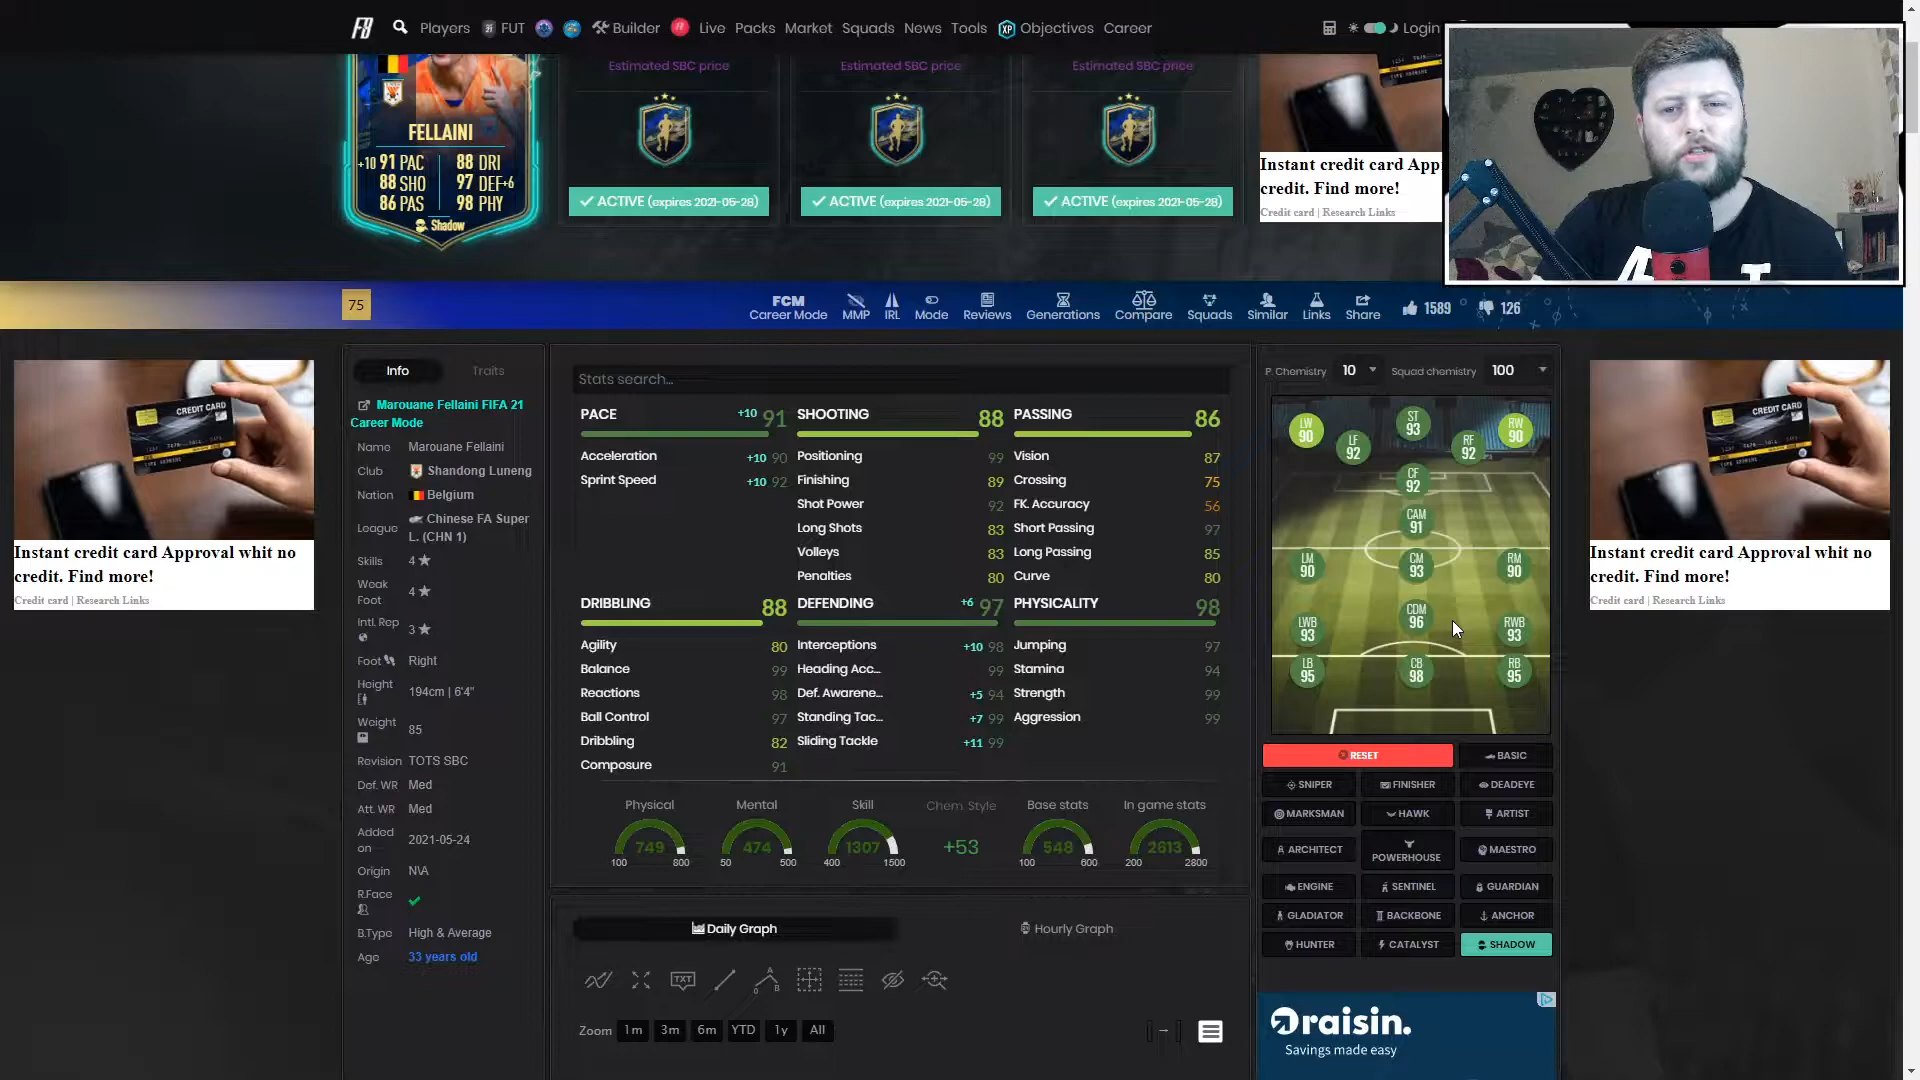 Players
FUT
Builder
Live
Packs
Market
Squads
News
Tools
XP Objectives
Career
Login
Estimated SBC price
Estimated SBC price
Estimated SBC price
FELLAINI
+10 91 PAC 88 DRI
88 SHO 97 DEF+6
86 PAS 98 PHY
Shadow
ACTIVE (expires 2021-05-28)
ACTIVE (expires 2021-05-28)
ACTIVE (expires 2021-05-28)
Instant credit card Appr
credit. Find more!
Credit card | Research Links
75
FCM
Career Mode
MMP
IRL
Mode
Reviews
Generations
Compare
Squads
Similar
Links
Share
1589
126
CREDIT CARD
Instant credit card Approval whit no
credit. Find more!
Credit card | Research Links
Info
Traits
Marouane Fellaini FIFA 21
Career Mode
Name Marouane Fellaini
Club Shandong Luneng
Nation Belgium
League Chinese FA Super
L. (CHN 1)
Skills 4
Weak
Foot 4
Intl. Rep 3
Foot Right
Height 194cm | 6'4"
Weight 85
Revision TOTS SBC
Def. WR Med
Att. WR Med
Added
on 2021-05-24
Origin N\A
R.Face
B.Type High & Average
Age 33 years old
Stats search...
PACE +10 91
Acceleration +10 90
Sprint Speed +10 92
SHOOTING 88
Positioning 99
Finishing 89
Shot Power 92
Long Shots 83
Volleys 83
Penalties 80
PASSING 86
Vision 87
Crossing 75
FK. Accuracy 56
Short Passing 97
Long Passing 85
Curve 80
DRIBBLING 88
Agility 80
Balance 99
Reactions 98
Ball Control 97
Dribbling 82
Composure 91
DEFENDING +6 97
Interceptions +10 98
Heading Acc... 99
Def. Awarene... +5 94
Standing Tac... +7 99
Sliding Tackle +11 99
PHYSICALITY 98
Jumping 97
Stamina 94
Strength 99
Aggression 99
Physical
749
100 800
Mental
474
50 500
Skill
1307
400 1500
Chem. Style
+53
Base stats
548
100 600
In game stats
2613
200 2800
Daily Graph
Hourly Graph
TXT
Zoom 1m 3m 6m YTD 1y All
→
P. Chemistry 10
Squad chemistry 100
LW
90
ST
93
RW
90
LF
92
RF
92
CF
92
CAM
91
LM
90
CM
93
RM
90
LWB
93
CDM
96
RWB
93
LB
95
CB
98
RB
95
RESET
BASIC
SNIPER
FINISHER
DEADEYE
MARKSMAN
HAWK
ARTIST
ARCHITECT
POWERHOUSE
MAESTRO
ENGINE
SENTINEL
GUARDIAN
GLADIATOR
BACKBONE
ANCHOR
HUNTER
CATALYST
SHADOW
raisin.
Savings made easy
CREDIT CARD
Instant credit card Approval whit no
credit. Find more!
Credit card | Research Links